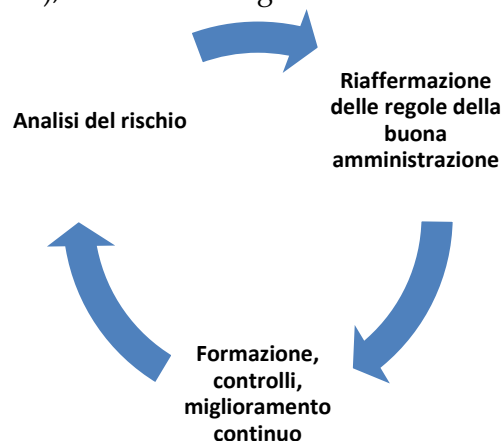 Analisi del rischio
Riaffermazione
delle regole della
buona
amministrazione
Formazione,
controlli,
miglioramento
continuo